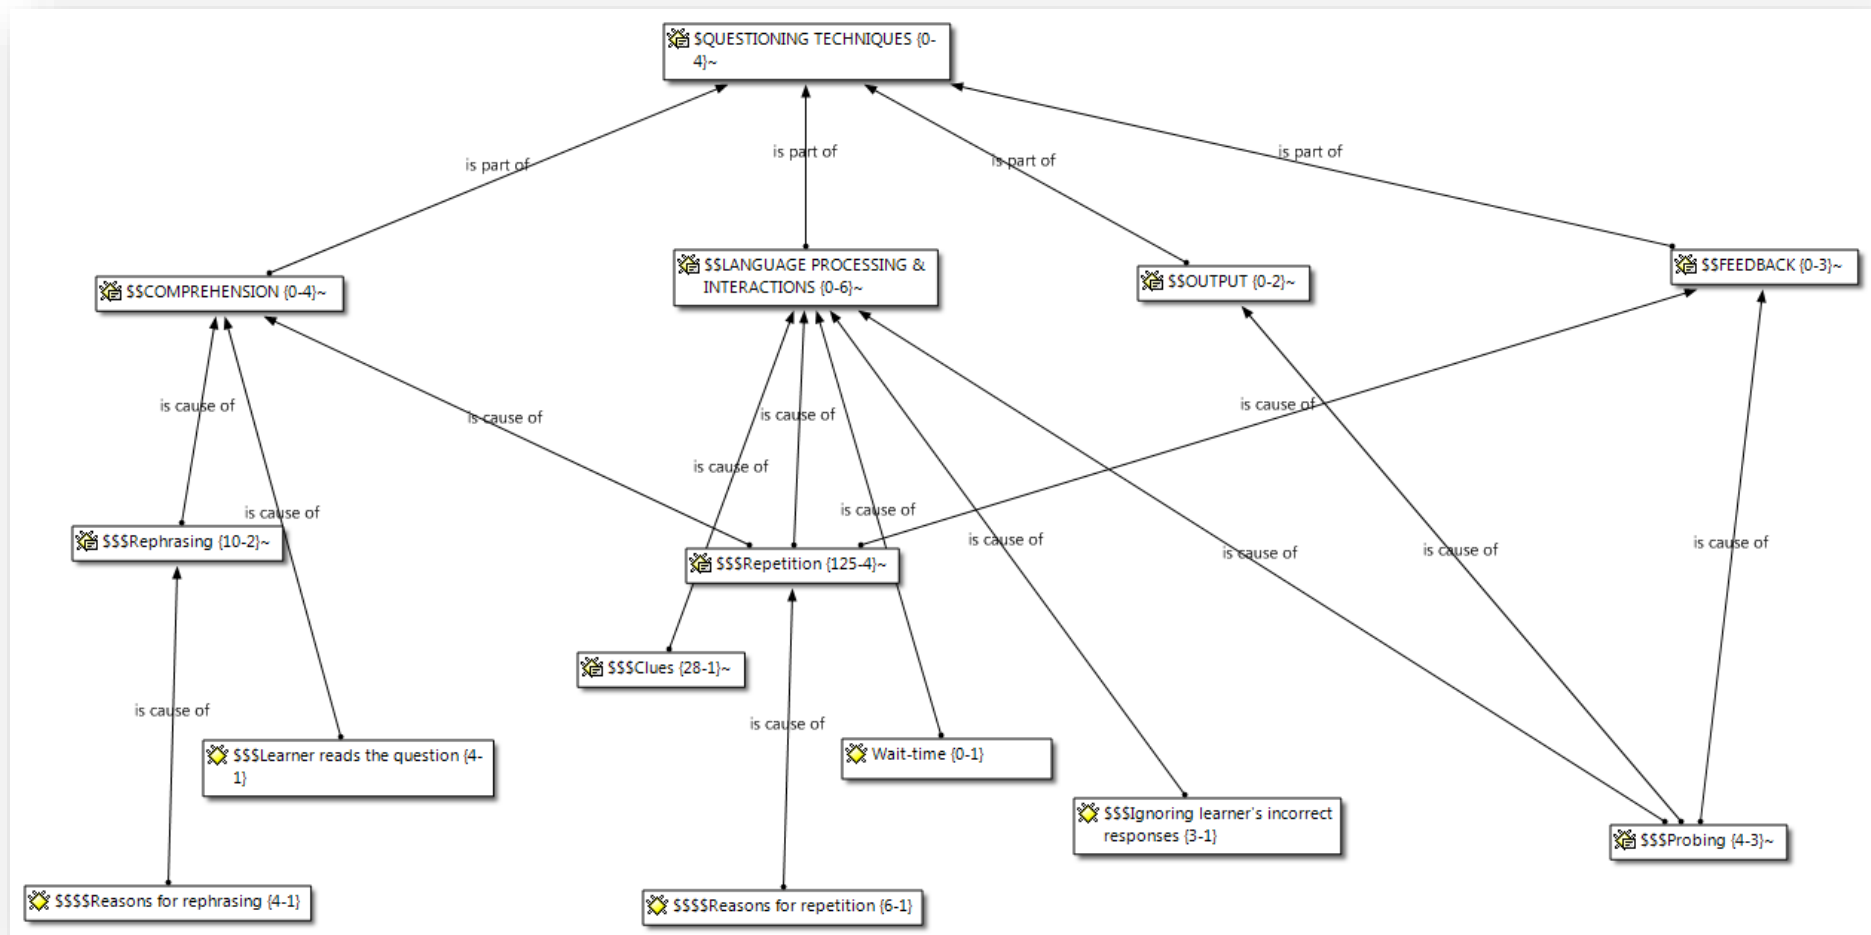 $QUESTIONING TECHNIQUES {0-
4}~
is part of
is part of
is part of
is part of
$$COMPREHENSION {0-4}~
$$LANGUAGE PROCESSING &
INTERACTIONS {0-6}~
$$OUTPUT {0-2}~
$$FEEDBACK {0-3}~
is cause of
is cause of
is cause of
is cause of
is cause of
is cause of
is cause of
is cause of
is cause of
is cause of
is cause of
$$$Rephrasing {10-2}~
$$$Repetition {125-4}~
$$$Clues {28-1}~
is cause of
is cause of
$$$Learner reads the question {4-
1}
Wait-time {0-1}
$$$Ignoring learner's incorrect
responses {3-1}
$$$Probing {4-3}~
$$$$Reasons for rephrasing {4-1}
$$$$Reasons for repetition {6-1}